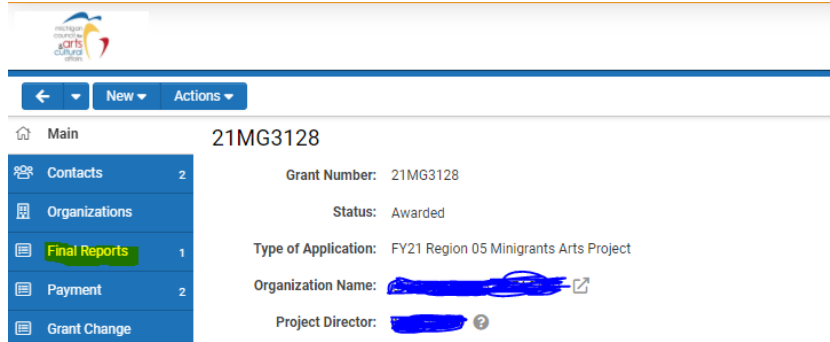 michigan
council for
&arts
cultural
affairs
New Actions
Main
Contacts 2
Organizations
Final Reports 1
Payment 2
Grant Change
21MG3128
Grant Number: 21MG3128
Status: Awarded
Type of Application: FY21 Region 05 Minigrants Arts Project
Organization Name:
Project Director: